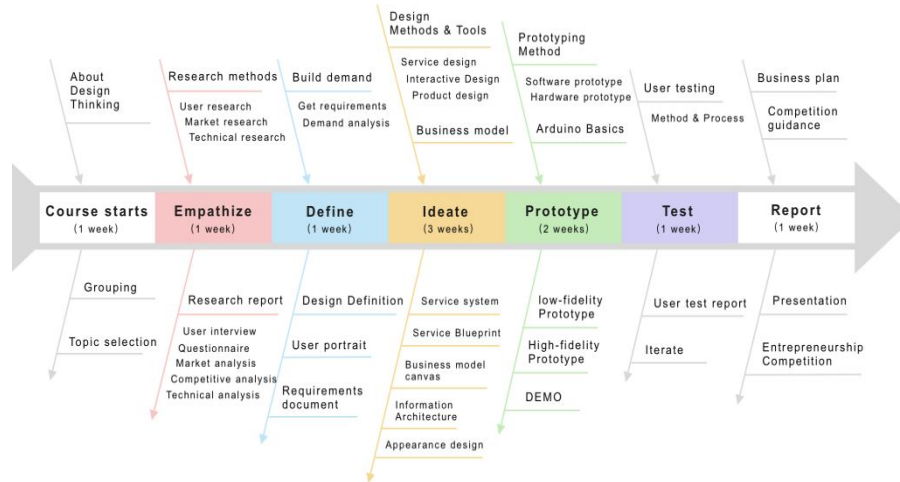 About
Design
Thinking
Research methods
User research
Market research
Technical research
Build demand
Get requirements
Demand analysis
Design
Methods & Tools
Service design
Interactive Design
Product design
Business model
Prototyping
Method
Software prototype
Hardware prototype
Arduino Basics
User testing
Method & Process
Business plan
Competition
guidance
Course starts
(1 week)
Empathize
(1 week)
Define
(1 week)
Ideate
(3 weeks)
Prototype
(2 weeks)
Test
(1 week)
Report
(1 week)
Grouping
Topic selection
Research report
User interview
Questionnaire
Market analysis
Competitive analysis
Technical analysis
Design Definition
User portrait
Requirements
document
Service system
Service Blueprint
Business model
canvas
Information
Architecture
Appearance design
low-fidelity
Prototype
High-fidelity
Prototype
DEMO
User test report
Iterate
Presentation
Entrepreneurship
Competition